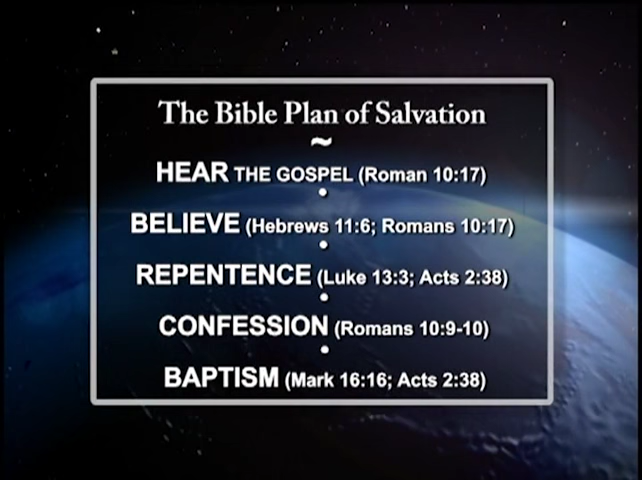 The Bible Plan of Salvation
~
HEAR THE GOSPEL (Roman 10:17)
•
BELIEVE (Hebrews 11:6; Romans 10:17)
•
REPENTENCE (Luke 13:3; Acts 2:38)
•
CONFESSION (Romans 10:9-10)
•
BAPTISM (Mark 16:16; Acts 2:38)